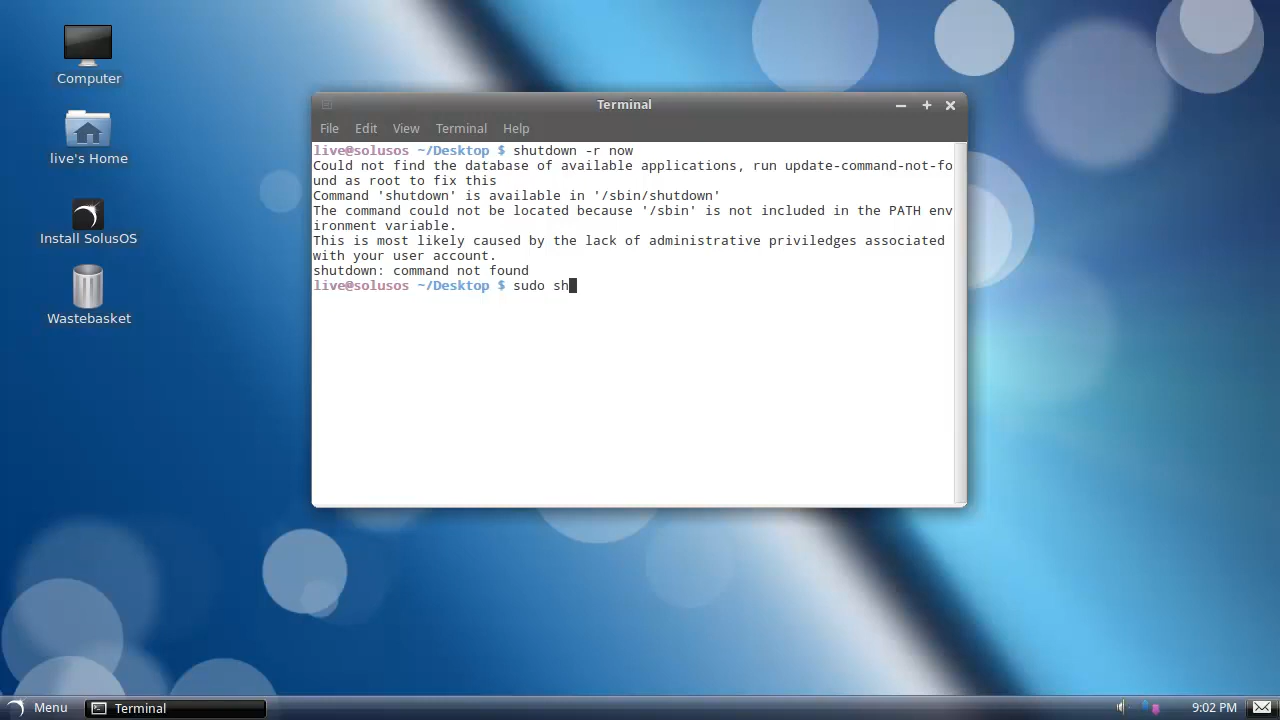 Computer
live's Home
Install SolusOS
Wastebasket
Terminal
File Edit View Terminal Help
live@solusos ~/Desktop $ shutdown -r now
Could not find the database of available applications, run update-command-not-fo
und as root to fix this
Command 'shutdown' is available in '/sbin/shutdown'
The command could not be located because '/sbin' is not included in the PATH env
ironment variable.
This is most likely caused by the lack of administrative priviledges associated
with your user account.
shutdown: command not found
live@solusos ~/Desktop $ sudo sh
Menu
Terminal
9:02 PM